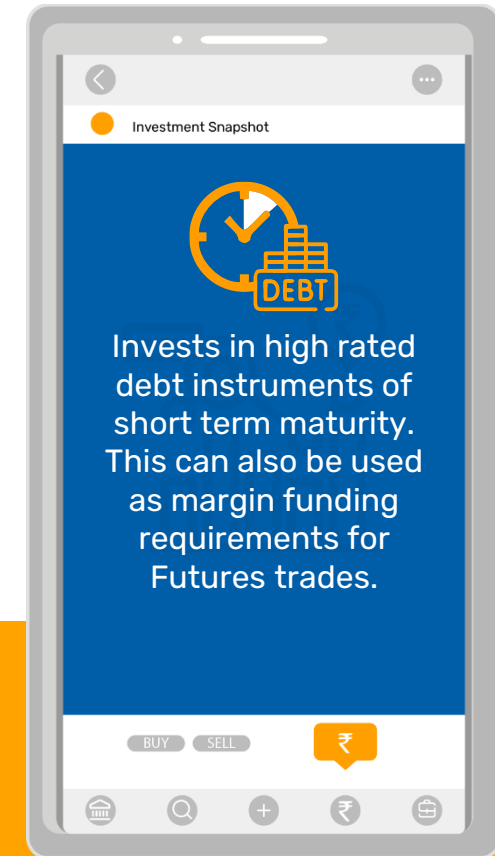 Investment Snapshot
DEBT
Invests in high rated
debt instruments of
short term maturity.
This can also be used
as margin funding
requirements for
Futures trades.
BUY SELL ₹
₹